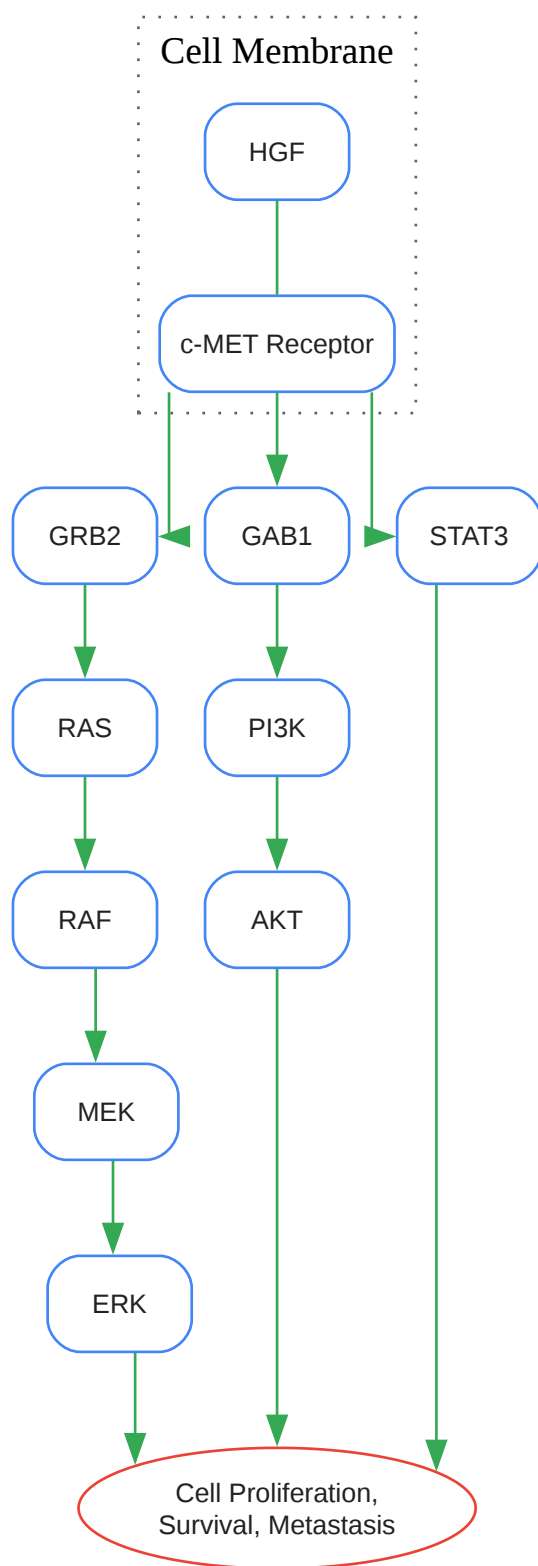 Cell Membrane
HGF
c-MET Receptor
GRB2
GAB1
STAT3
RAS
PI3K
RAF
AKT
MEK
ERK
Cell Proliferation,
Survival, Metastasis